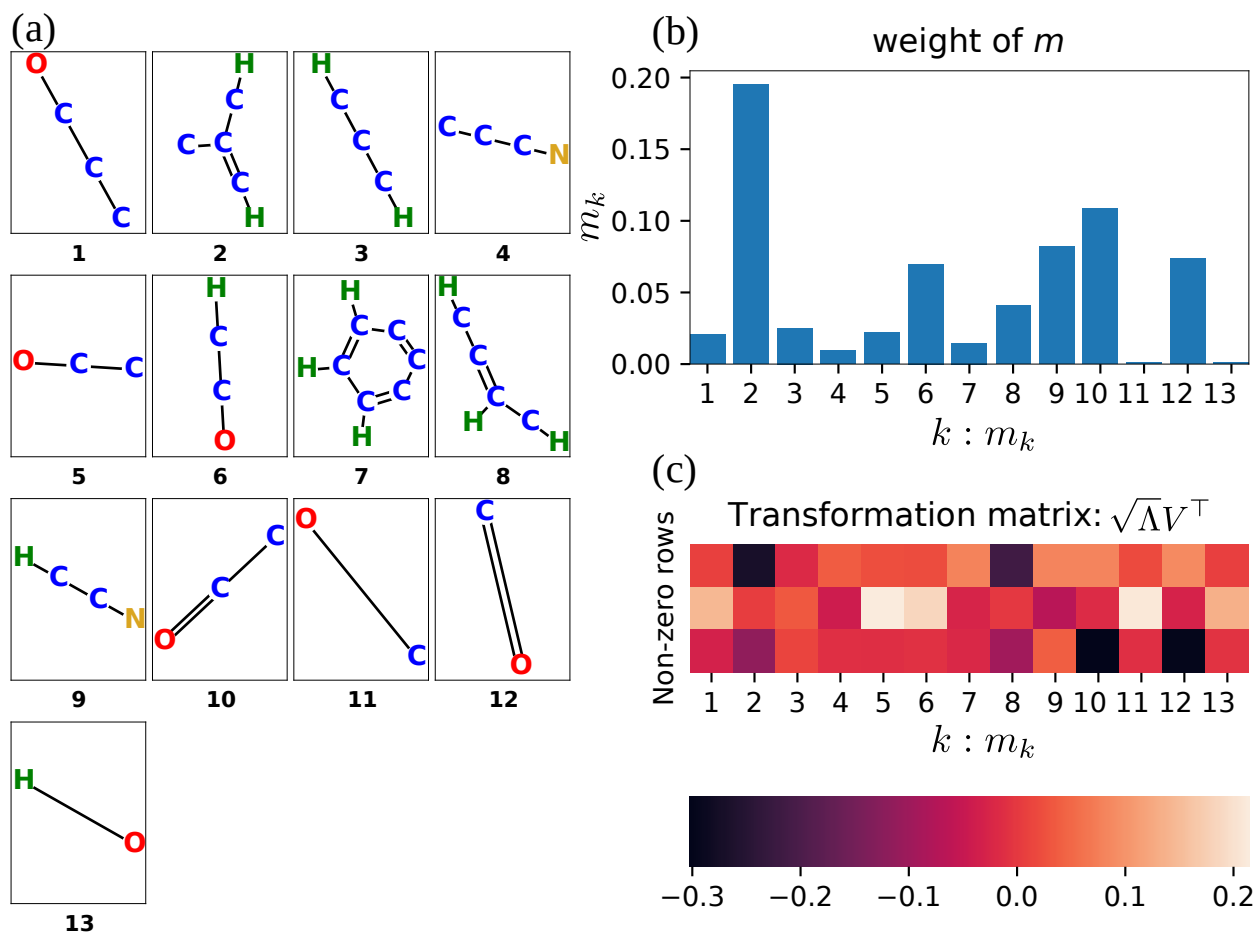 (a)
O
C
C
C
1
H
C
C
C
C
H
2
H
C
C
C
H
3
C
C
C
N
4
O
C
C
5
H
C
C
O
6
H
C
C
H
C
C
C
C
H
7
H
C
C
C
H
C
H
8
H
C
C
N
9
C
C
O
10
O
C
11
C
O
12
H
O
13
(b)
weight of m
m_k
0.20
0.15
0.10
0.05
0.00
1 2 3 4 5 6 7 8 9 10 11 12 13
k : m_k
(c)
Transformation matrix: √ΛV^⊤
Non-zero rows
1 2 3 4 5 6 7 8 9 10 11 12 13
k : m_k
−0.3 −0.2 −0.1 0.0 0.1 0.2